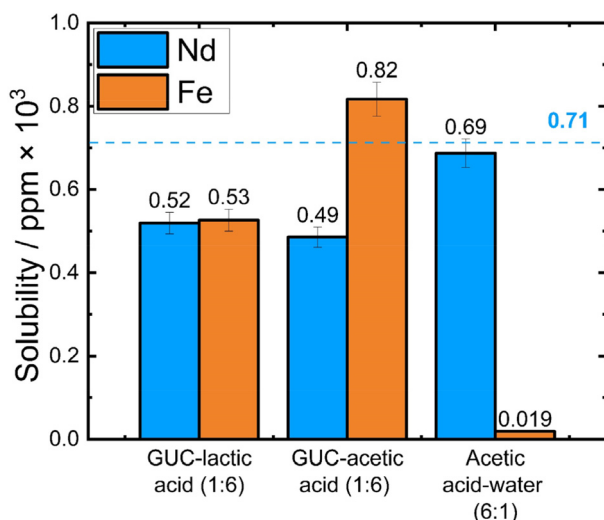 Solubility / ppm × 10³
1.0
0.8
0.6
0.4
0.2
0.0
Nd
Fe
0.71
0.52
0.53
0.49
0.82
0.69
0.019
GUC-lactic
acid (1:6)
GUC-acetic
acid (1:6)
Acetic
acid-water
(6:1)